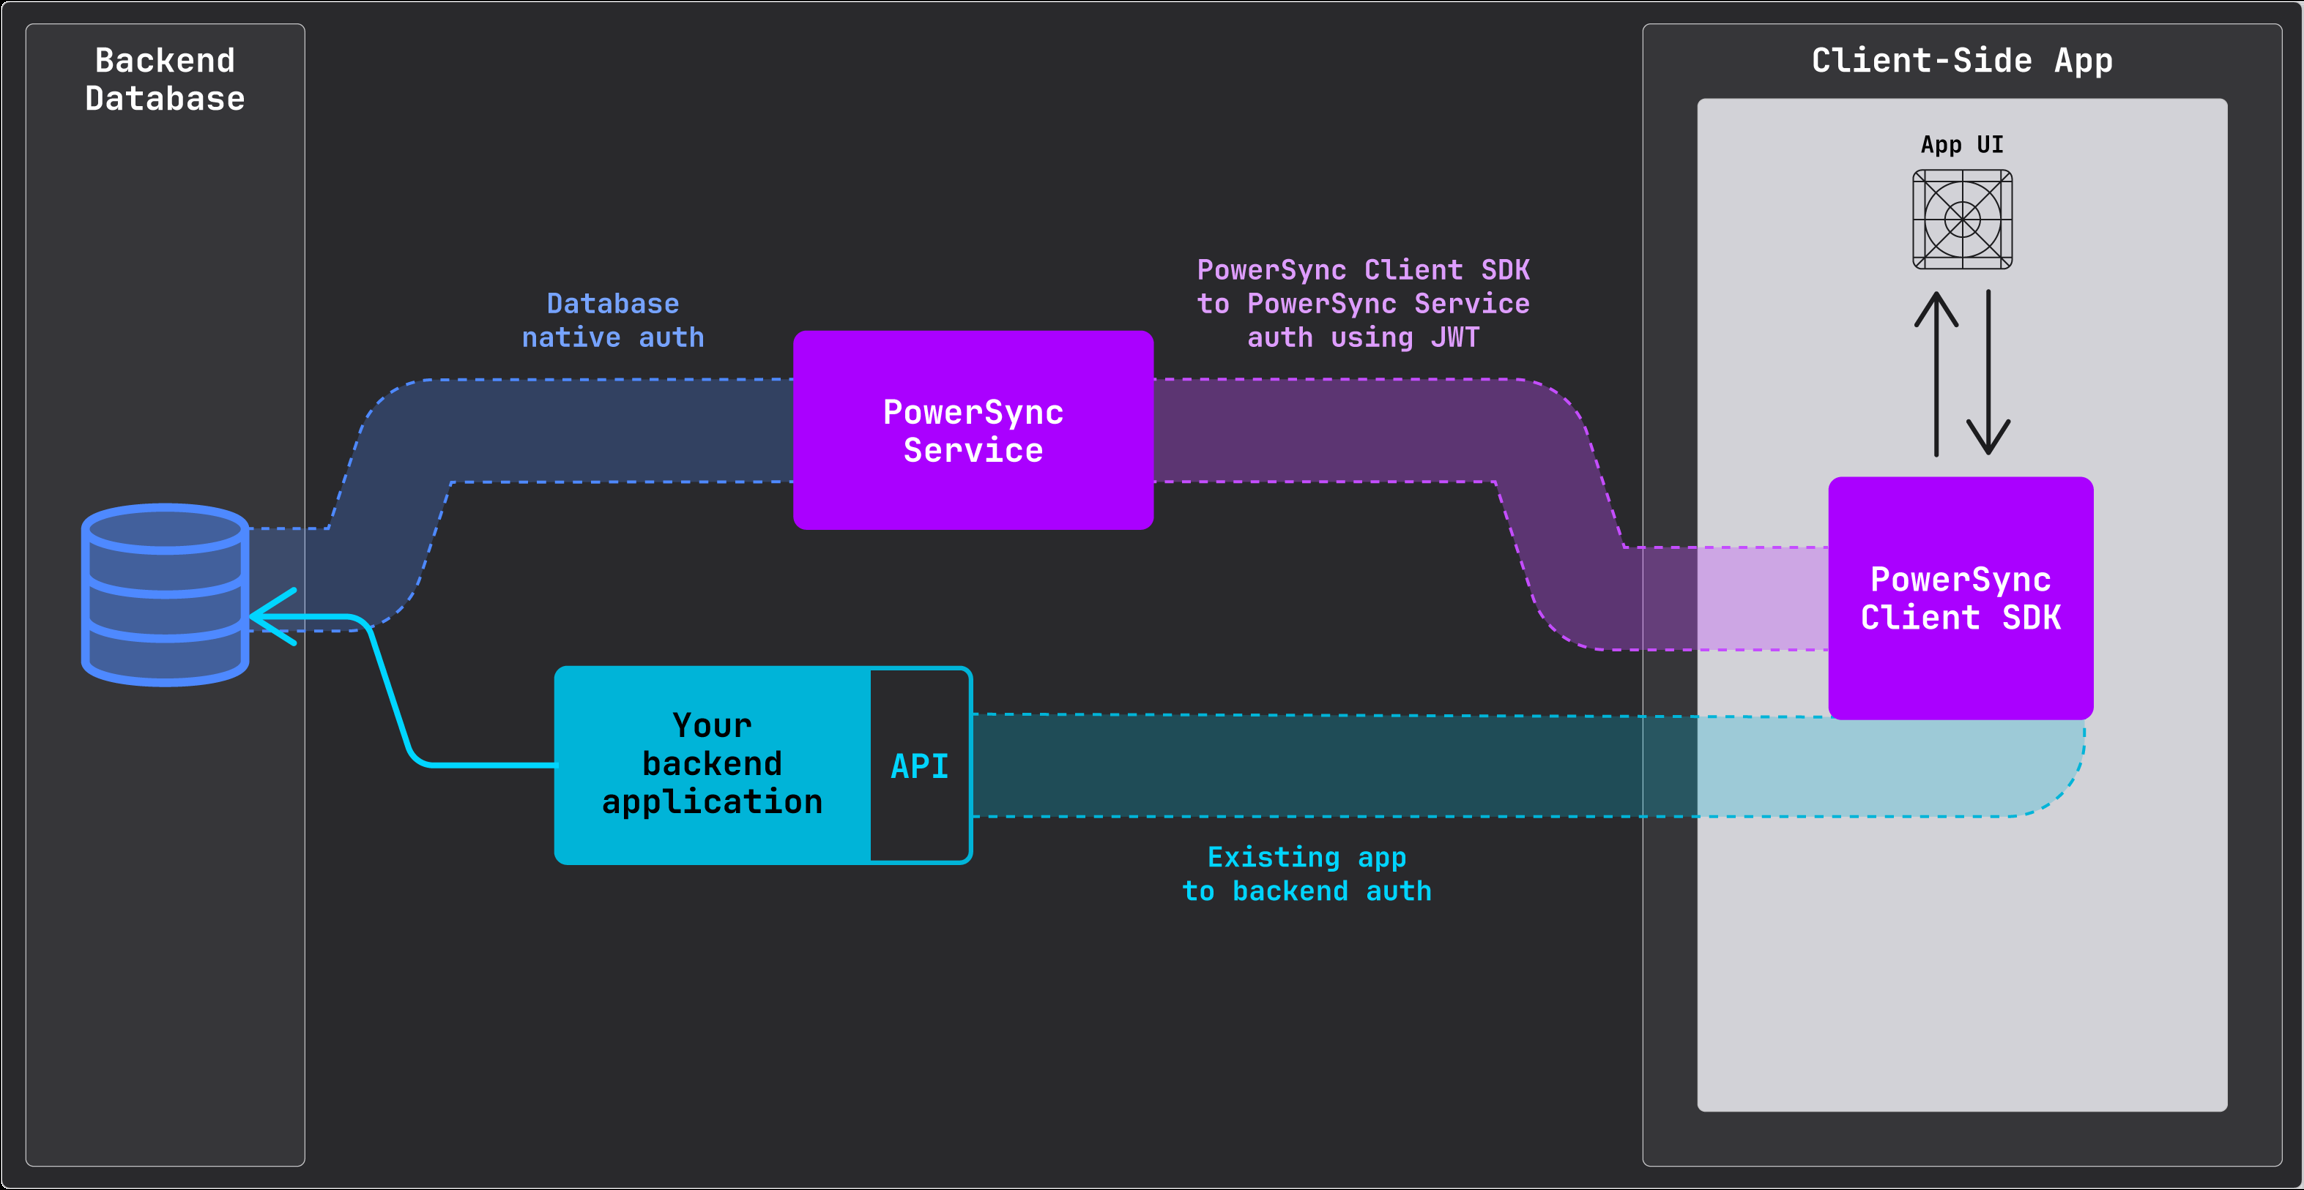 Backend
Database
Client-Side App
App UI
Database
native auth
PowerSync Client SDK
to PowerSync Service
auth using JWT
PowerSync
Service
PowerSync
Client SDK
Your
backend
application
API
Existing app
to backend auth